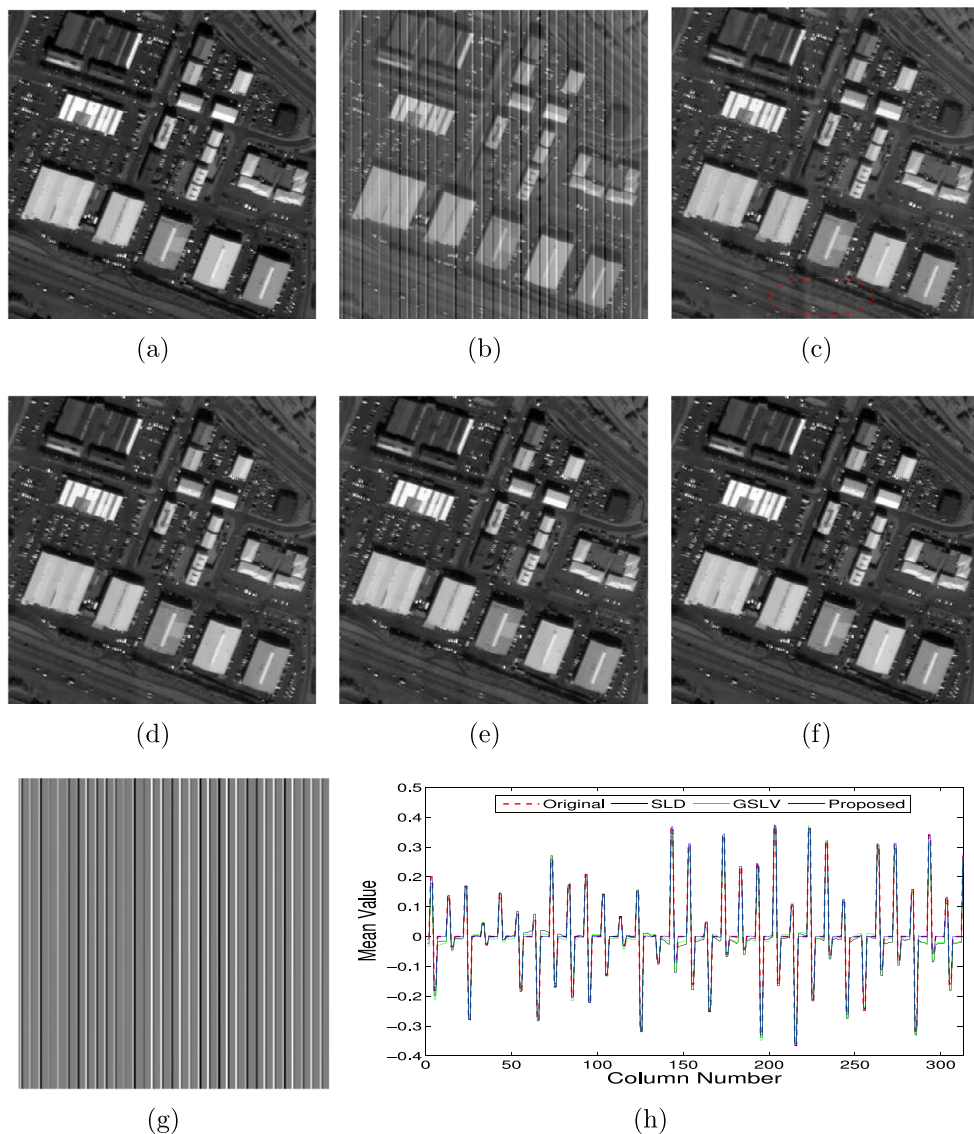 (a)
(b)
(c)
(d)
(e)
(f)
(g)
Mean Value
0.5
0.4
0.3
0.2
0.1
0
−0.1
−0.2
−0.3
−0.4
Original SLD GSLV Proposed
0 50 100 150 200 250 300
Column Number
(h)